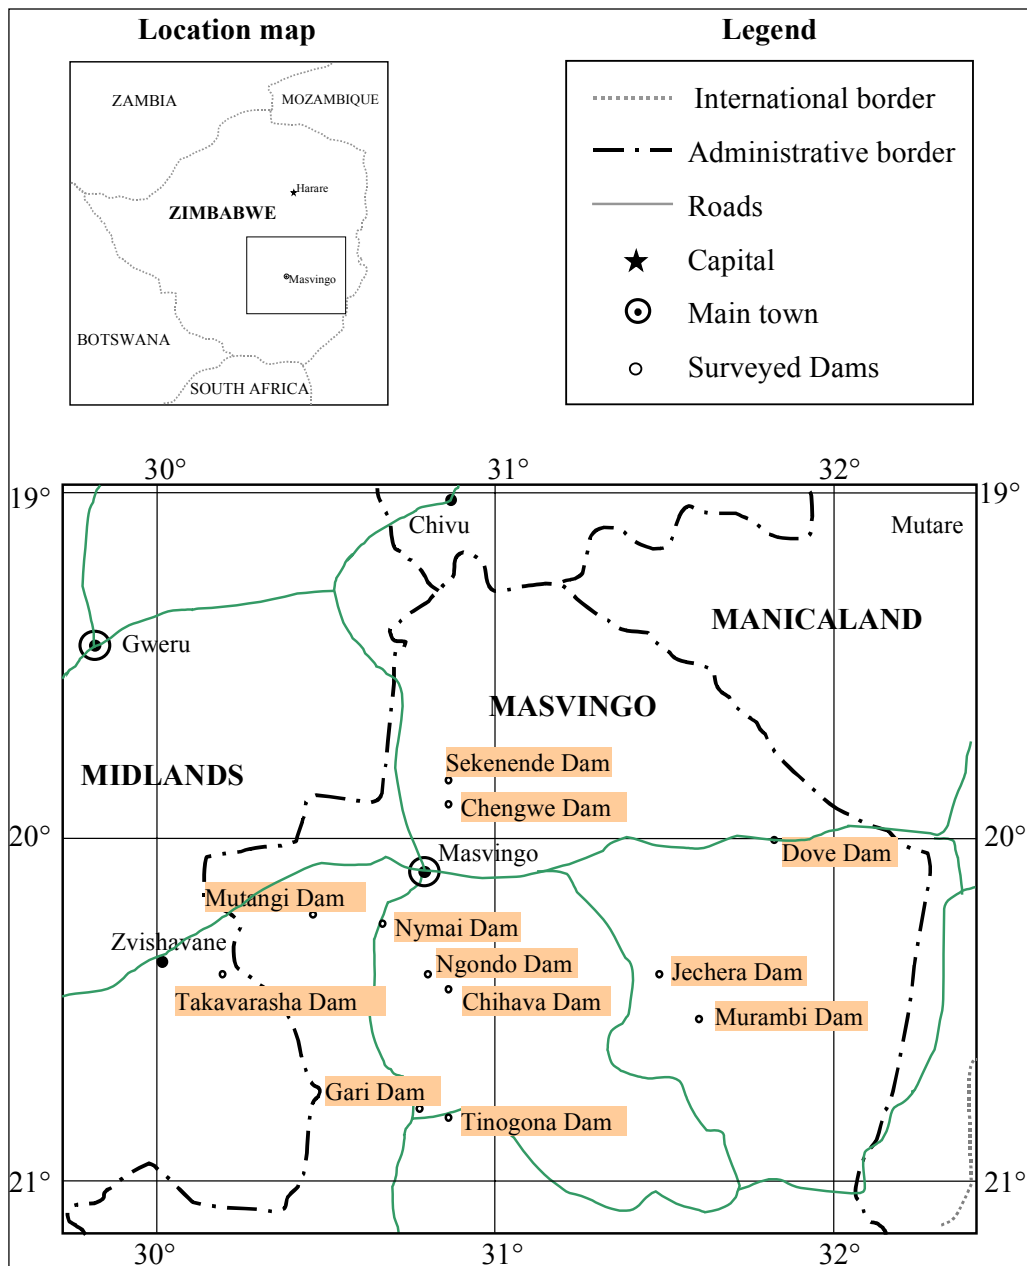 Location map
Legend
ZAMBIA
MOZAMBIQUE
Harare
ZIMBABWE
Masvingo
BOTSWANA
SOUTH AFRICA
International border
Administrative border
Roads
Capital
Main town
Surveyed Dams
30°
31°
32°
19°
19°
Chivu
Mutare
Gweru
MANICALAND
MASVINGO
MIDLANDS
Sekenende Dam
Chengwe Dam
20°
20°
Masvingo
Dove Dam
Mutangi Dam
Nymai Dam
Zvishavane
Ngondo Dam
Jechera Dam
Takavarasha Dam
Chihava Dam
Murambi Dam
Gari Dam
Tinogona Dam
21°
21°
30°
31°
32°